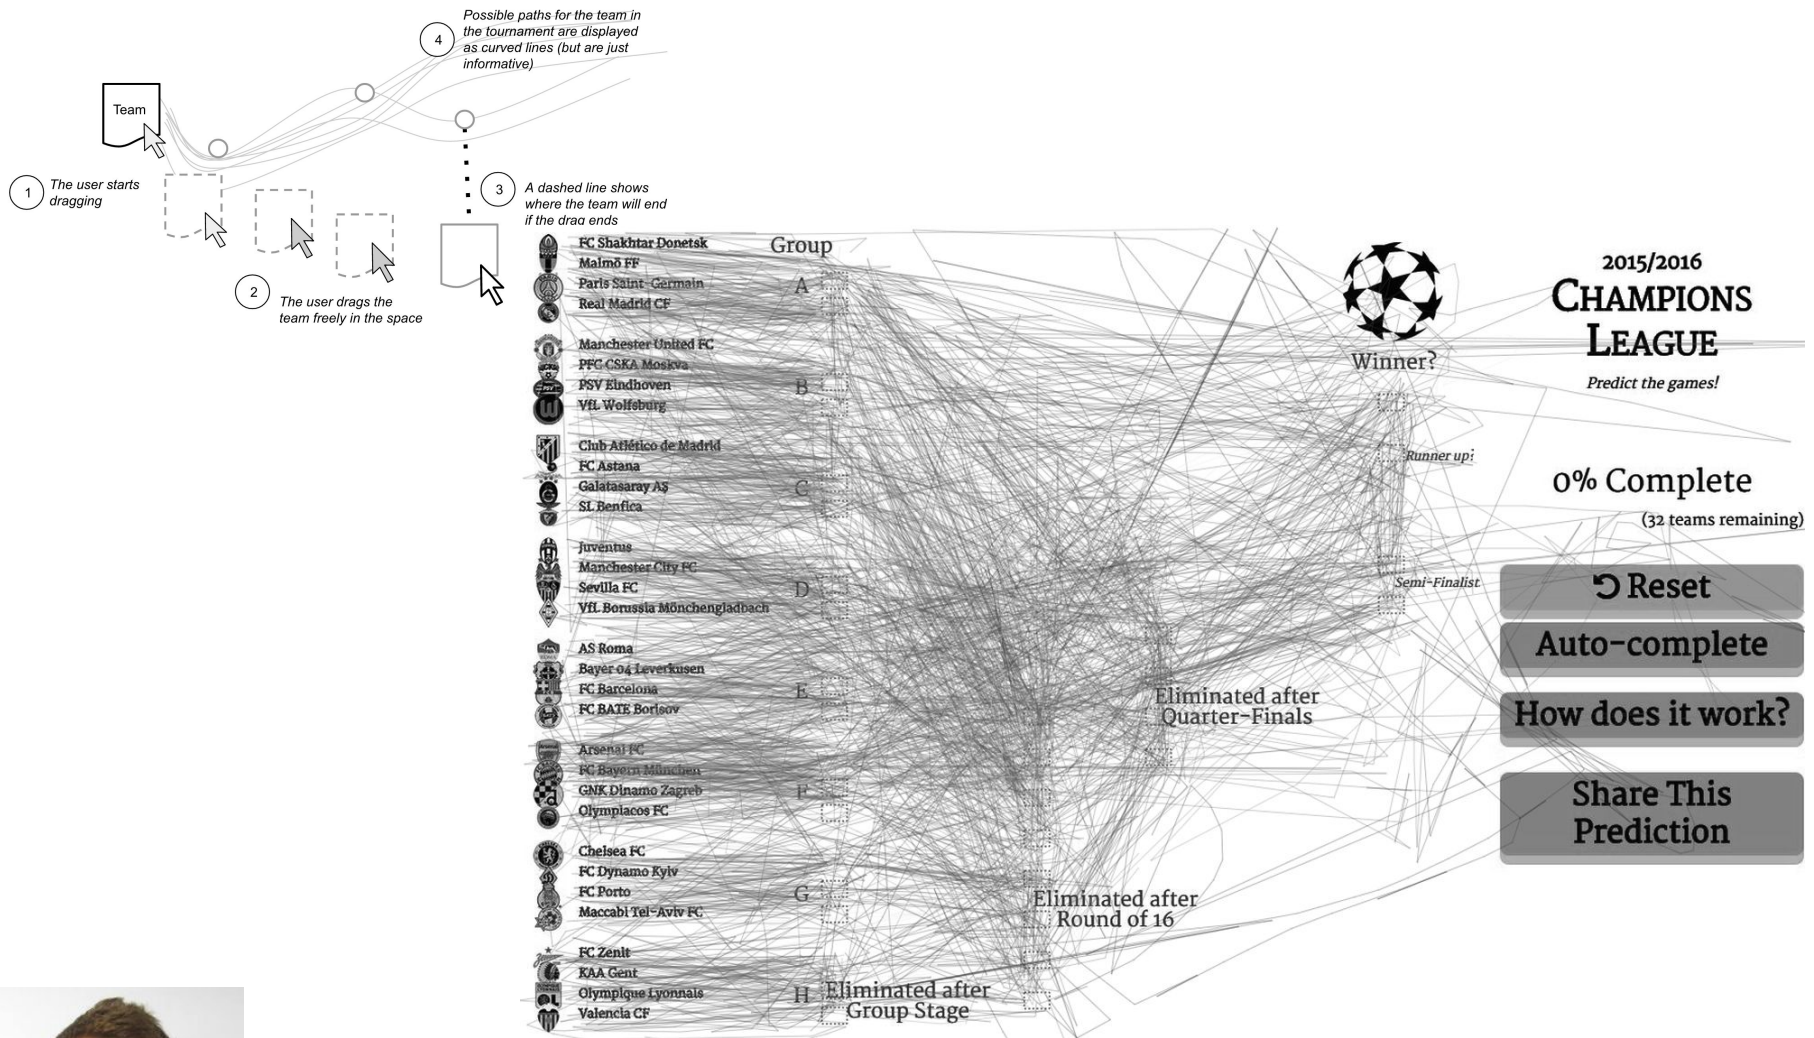 4
Possible paths for the team in
the tournament are displayed
as curved lines (but are just
informative)
Team
1
The user starts
dragging
2
The user drags the
team freely in the space
3
A dashed line shows
where the team will end
if the drag ends
Group
FC Shakhtar Donetsk
Malmö FF
Paris Saint-Germain
Real Madrid CF
A
Manchester United FC
PFC CSKA Moskva
PSV Eindhoven
VfL Wolfsburg
B
Club Atlético de Madrid
FC Astana
Galatasaray AŞ
SL Benfica
C
Juventus
Manchester City FC
Sevilla FC
VfL Borussia Mönchengladbach
D
AS Roma
Bayer 04 Leverkusen
FC Barcelona
FC BATE Borisov
E
Arsenal FC
FC Bayern München
GNK Dinamo Zagreb
Olympiacos FC
F
Chelsea FC
FC Dynamo Kyiv
FC Porto
Maccabi Tel-Aviv FC
G
FC Zenit
KAA Gent
Olympique Lyonnais
Valencia CF
H
Eliminated after
Group Stage
Eliminated after
Round of 16
Eliminated after
Quarter-Finals
Semi-Finalist
Runner up?
Winner?
2015/2016
CHAMPIONS
LEAGUE
Predict the games!
0% Complete
(32 teams remaining)
Reset
Auto-complete
How does it work?
Share This
Prediction